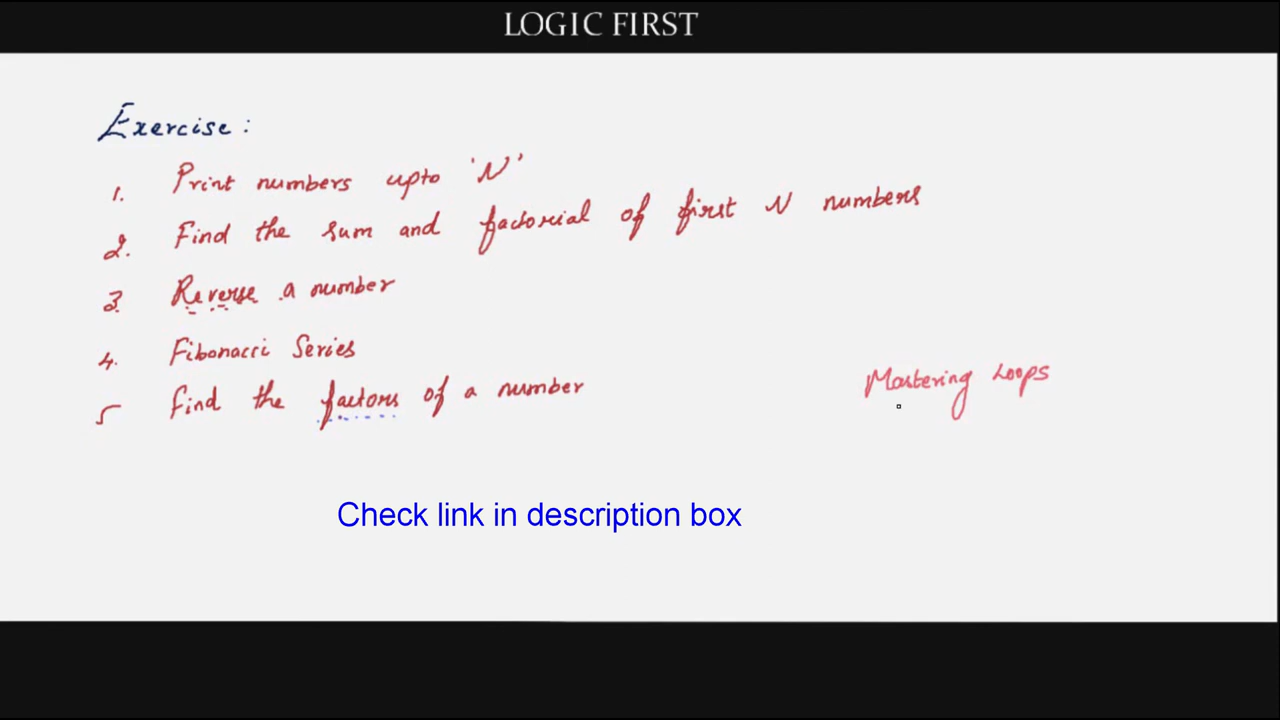 LOGIC FIRST
Exercise:
1. Print numbers upto 'N'
2. Find the sum and factorial of first N numbers
3. Reverse a number
4. Fibonacci Series
5 Find the factors of a number
Mastering Loops
Check link in description box